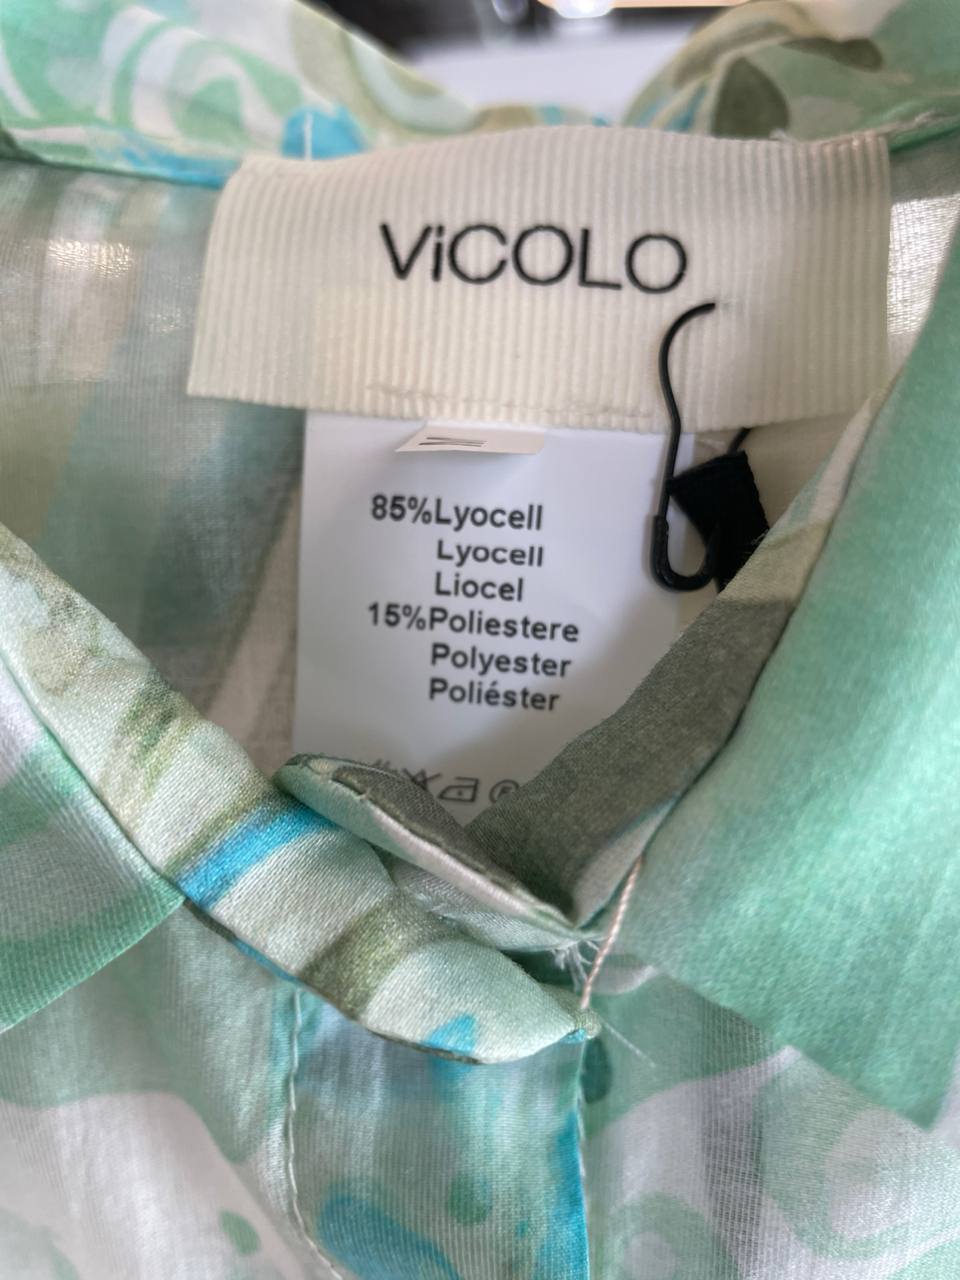 ViCOLO
85%Lyocell
Lyocell
Liocel
15%Poliestere
Polyester
Poliéster